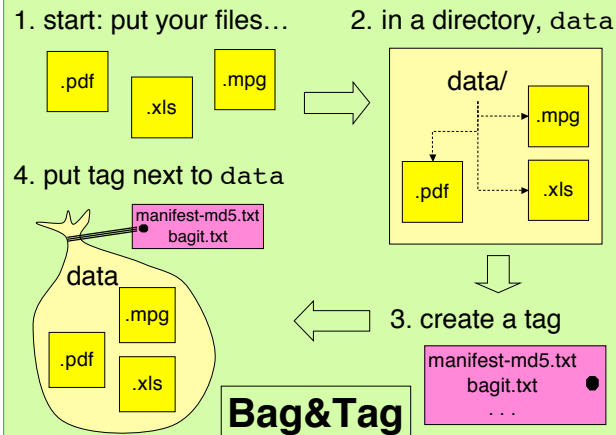 1. start: put your files…
.pdf
.xls
.mpg
2. in a directory, data
data/
.mpg
.pdf
.xls
3. create a tag
manifest-md5.txt
bagit.txt
. . .
4. put tag next to data
manifest-md5.txt
bagit.txt
data
.mpg
.pdf
.xls
Bag&Tag